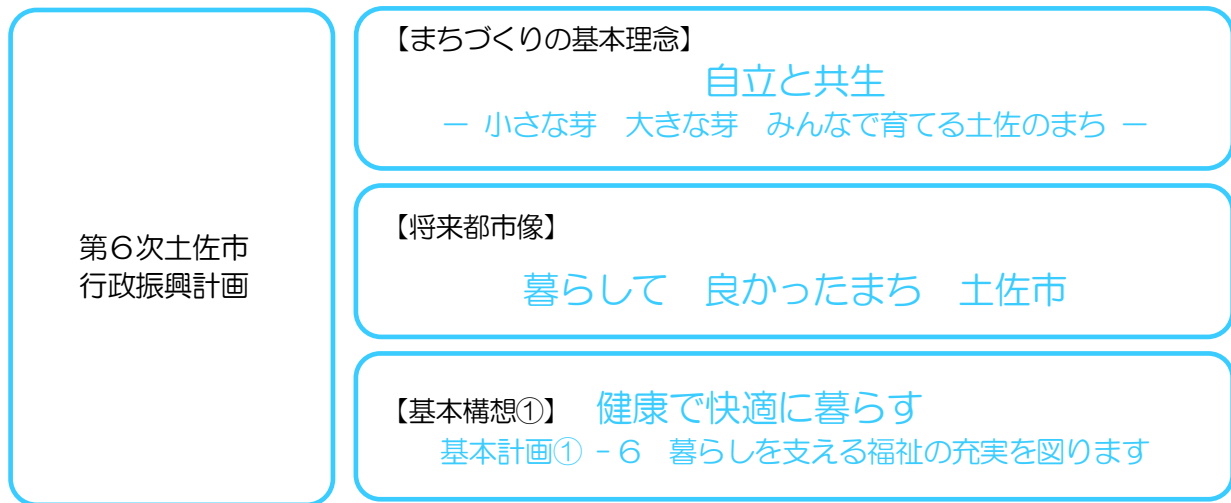 第６次土佐市
行政振興計画
【まちづくりの基本理念】
自立と共生
－ 小さな芽　大きな芽　みんなで育てる土佐のまち －
【将来都市像】
暮らして　良かったまち　土佐市
【基本構想①】　健康で快適に暮らす
基本計画①－６　暮らしを支える福祉の充実を図ります